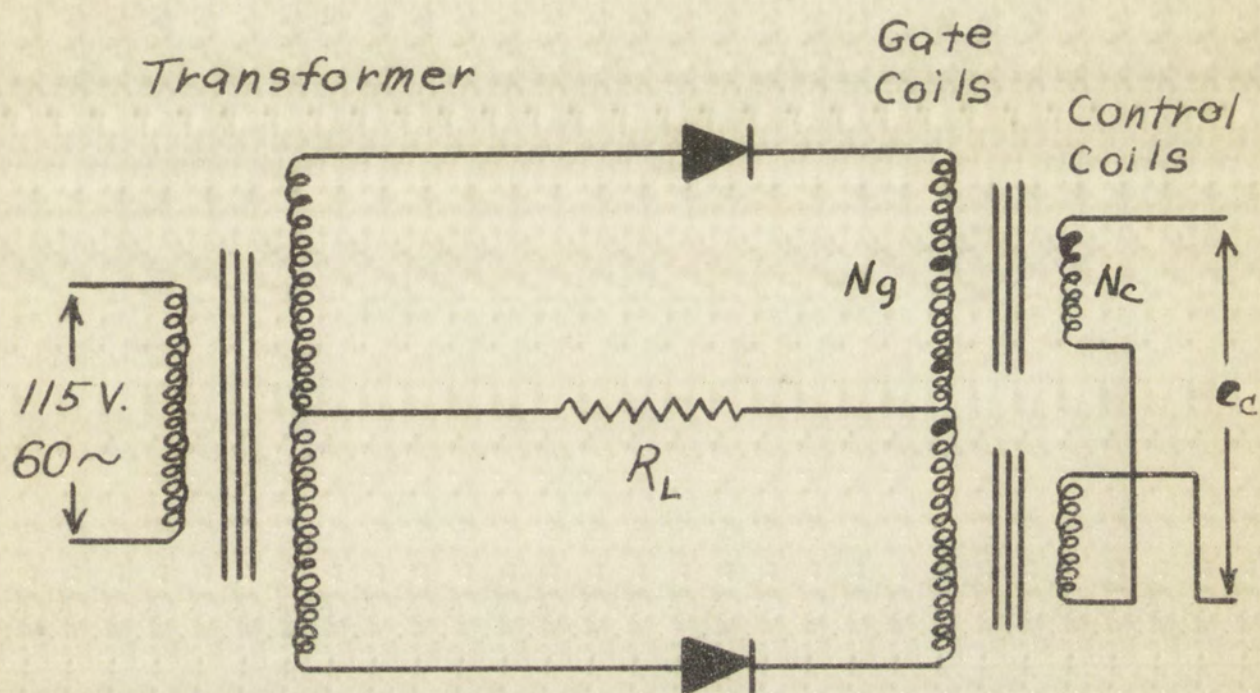 Transformer
Gate
Coils
Control
Coils
115 V.
60~
Ng
Nc
ec
RL